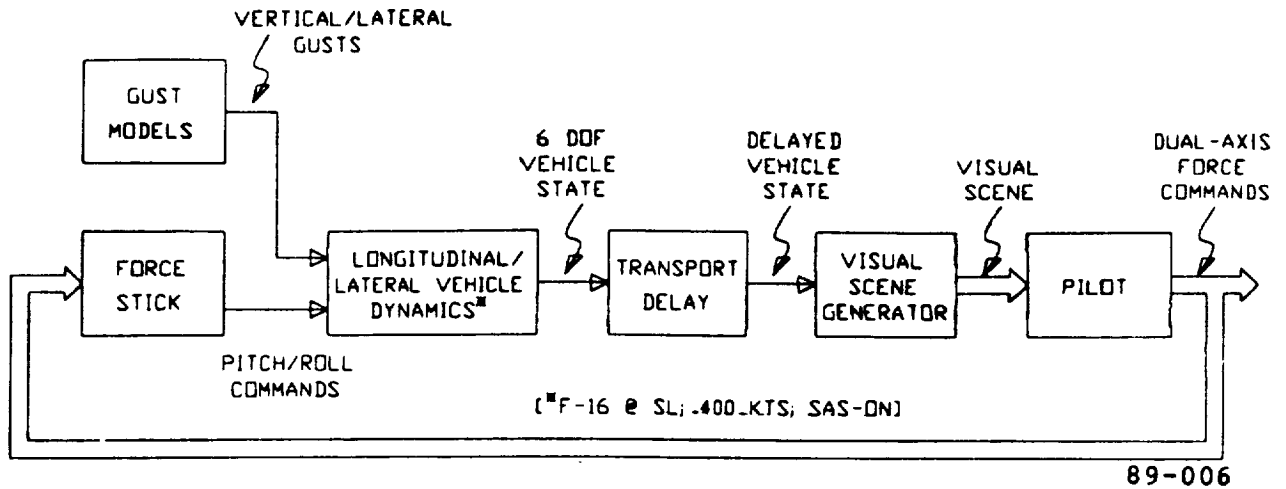 VERTICAL/LATERAL
GUSTS
GUST
MODELS
6 DOF
VEHICLE
STATE
DELAYED
VEHICLE
STATE
VISUAL
SCENE
DUAL-AXIS
FORCE
COMMANDS
FORCE
STICK
LONGITUDINAL/
LATERAL VEHICLE
DYNAMICS*
TRANSPORT
DELAY
VISUAL
SCENE
GENERATOR
PILOT
PITCH/ROLL
COMMANDS
[*F-16 @ SL; .400_KTS; SAS-ON]
89-006